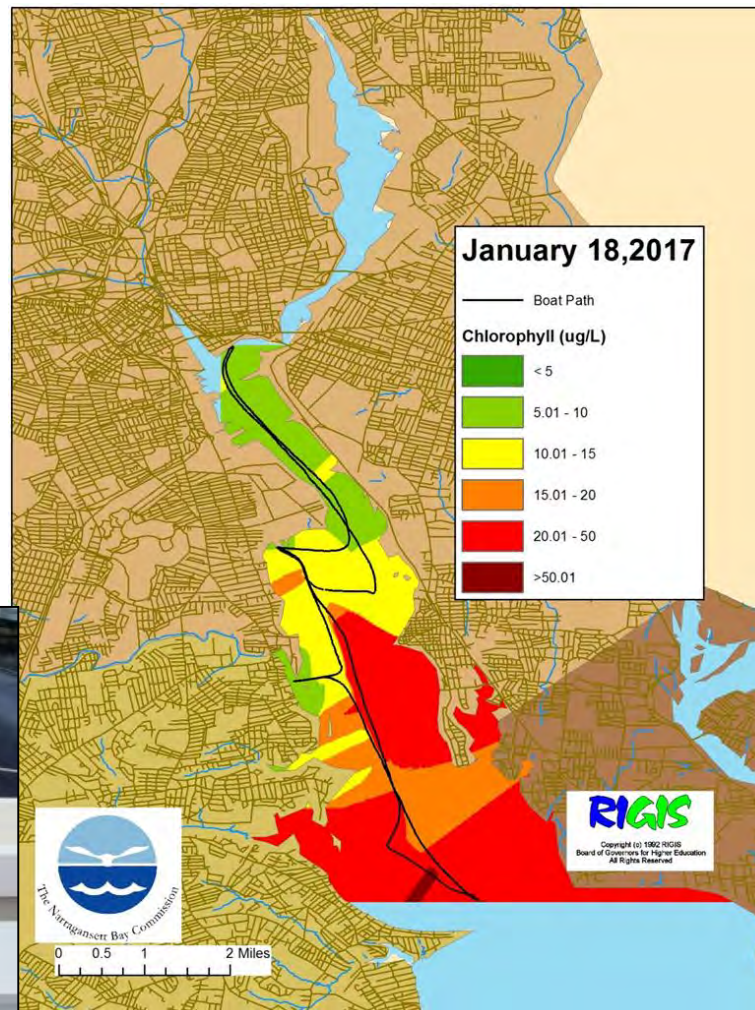 January 18,2017
Boat Path
Chlorophyll (ug/L)
< 5
5.01 - 10
10.01 - 15
15.01 - 20
20.01 - 50
>50.01
RIGIS
Copyright (c) 1992 RIGIS
Board of Governors for Higher Education
All Rights Reserved
The Narragansett Bay Commission
0 0.5 1 2 Miles